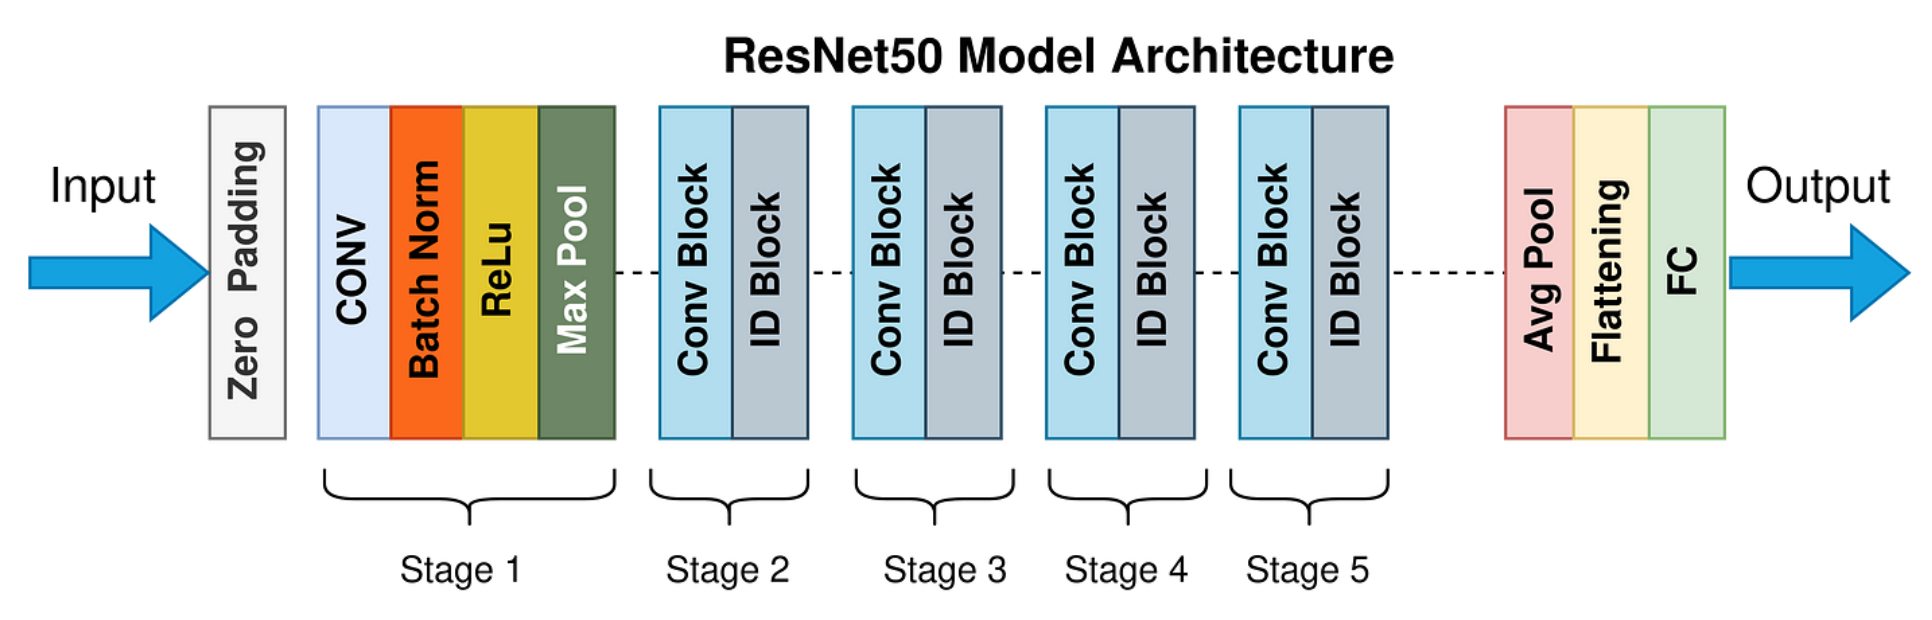 ResNet50 Model Architecture
Input
Zero Padding
CONV
Batch Norm
ReLu
Max Pool
Conv Block
ID Block
Conv Block
ID Block
Conv Block
ID Block
Conv Block
ID Block
Avg Pool
Flattening
FC
Output
Stage 1
Stage 2
Stage 3
Stage 4
Stage 5